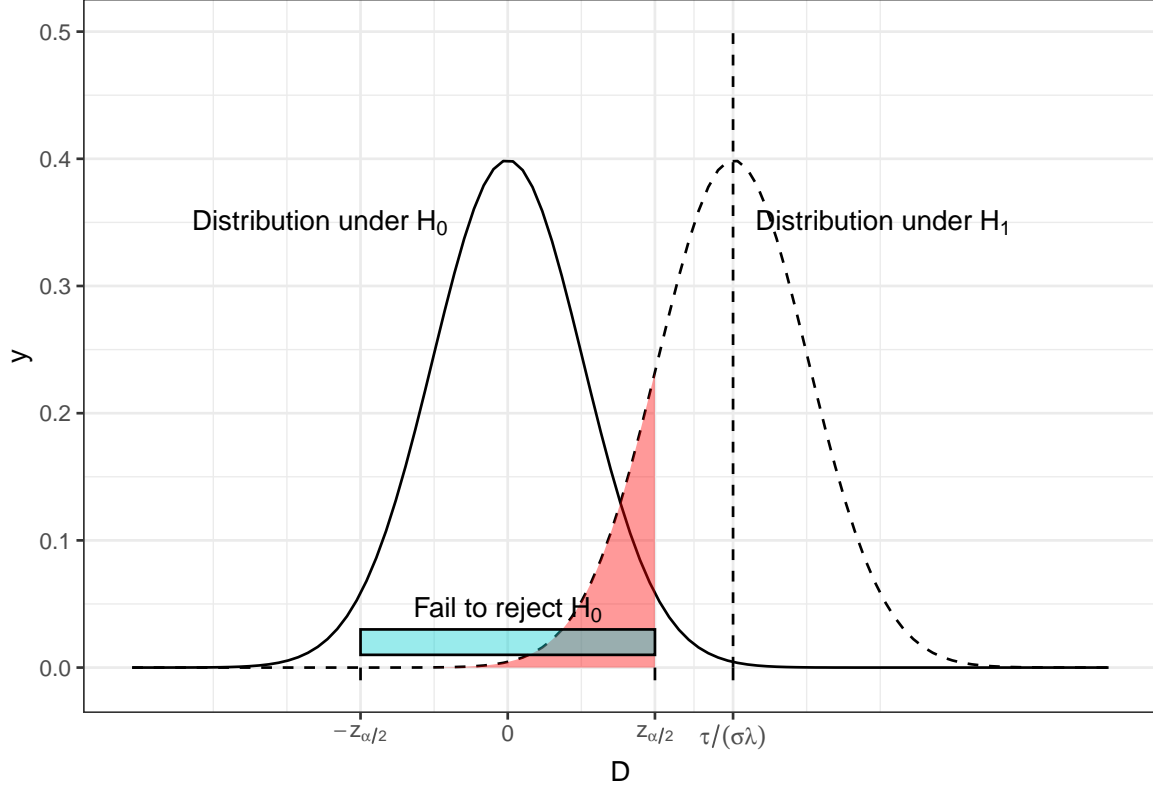 0.5
0.4
0.3
0.2
0.1
0.0
y
Distribution under H₀
Distribution under H₁
Fail to reject H₀
−zα/2
0
zα/2
τ/(σλ)
D